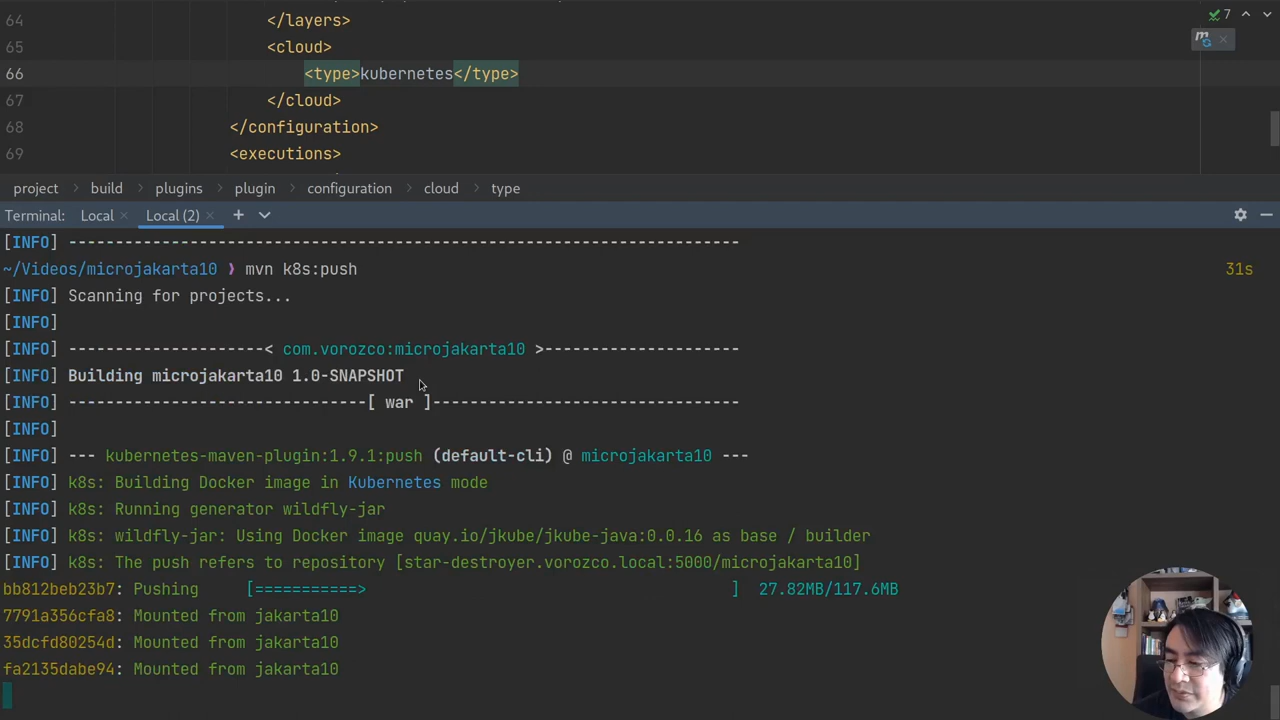 64 </layers>
65 <cloud>
66 <type>kubernetes</type>
67 </cloud>
68 </configuration>
69 <executions>
7
project > build > plugins > plugin > configuration > cloud > type
Terminal: Local × Local (2) × +
[INFO] ------------------------------------------------------------------------
~/Videos/microjakarta10 ❯ mvn k8s:push 31s
[INFO] Scanning for projects...
[INFO]
[INFO] ---------------------< com.vorozco:microjakarta10 >---------------------
[INFO] Building microjakarta10 1.0-SNAPSHOT
[INFO] --------------------------------[ war ]---------------------------------
[INFO]
[INFO] --- kubernetes-maven-plugin:1.9.1:push (default-cli) @ microjakarta10 ---
[INFO] k8s: Building Docker image in Kubernetes mode
[INFO] k8s: Running generator wildfly-jar
[INFO] k8s: wildfly-jar: Using Docker image quay.io/jkube/jkube-java:0.0.16 as base / builder
[INFO] k8s: The push refers to repository [star-destroyer.vorozco.local:5000/microjakarta10]
bb812beb23b7: Pushing [===========> ] 27.82MB/117.6MB
7791a356cfa8: Mounted from jakarta10
35dcfd80254d: Mounted from jakarta10
fa2135dabe94: Mounted from jakarta10